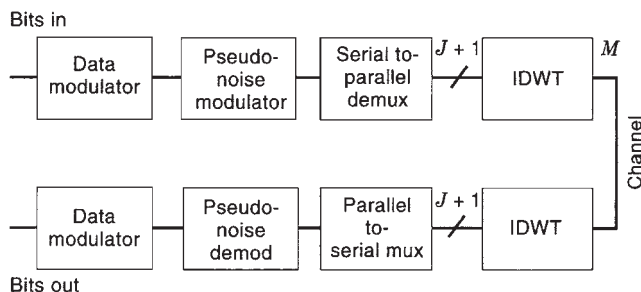 Bits in
Data
modulator
Pseudo-
noise
modulator
Serial to-
parallel
demux
J + 1
IDWT
M
Channel
Data
modulator
Pseudo-
noise
demod
Parallel
to-
serial mux
J + 1
IDWT
Bits out